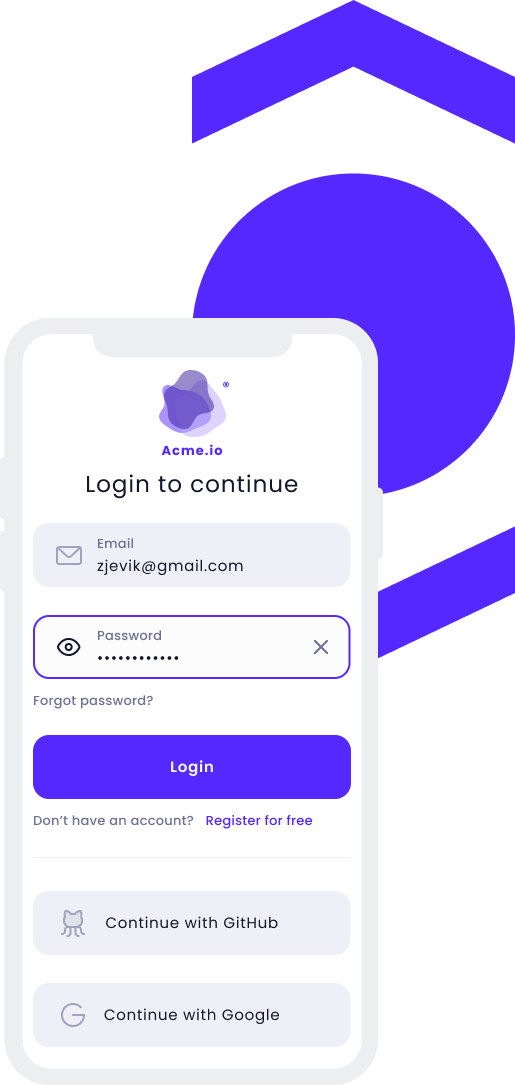 ®
Acme.io
Login to continue
Email
zjevik@gmail.com
Password
••••••••••••
Forgot password?
Login
Don’t have an account? Register for free
Continue with GitHub
Continue with Google